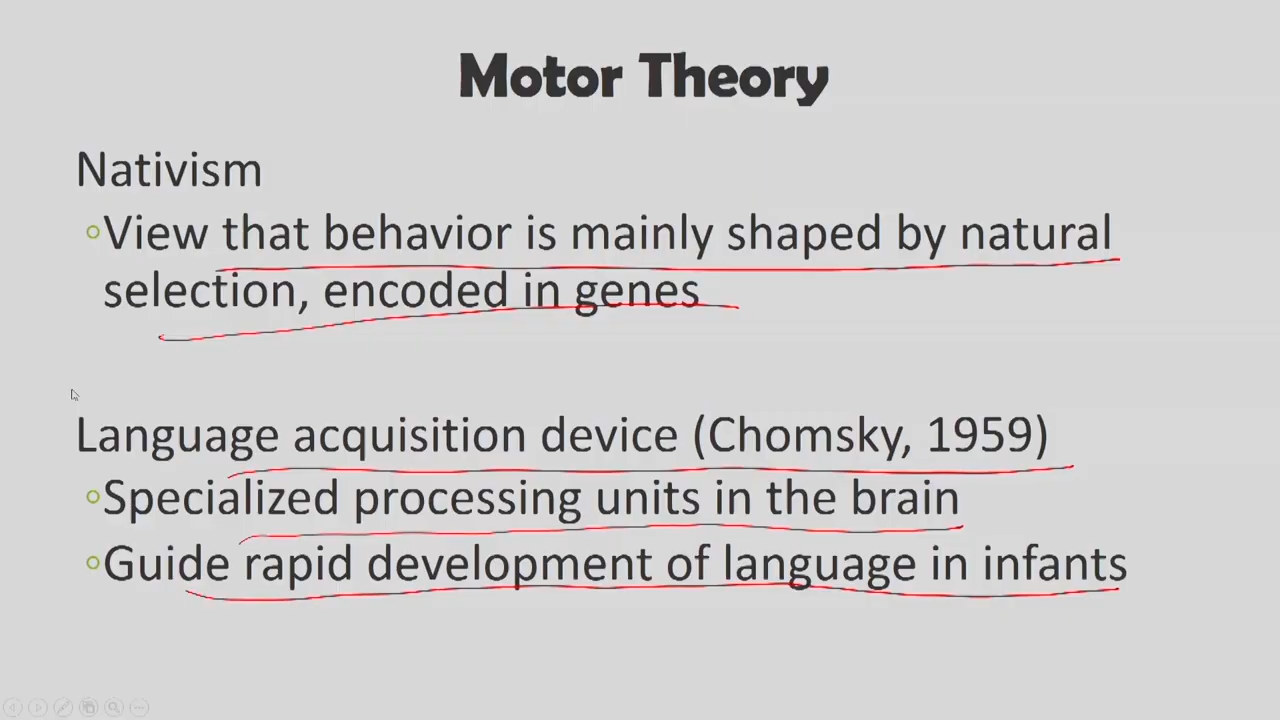 Motor Theory
Nativism
◦View that behavior is mainly shaped by natural
selection, encoded in genes
Language acquisition device (Chomsky, 1959)
◦Specialized processing units in the brain
◦Guide rapid development of language in infants